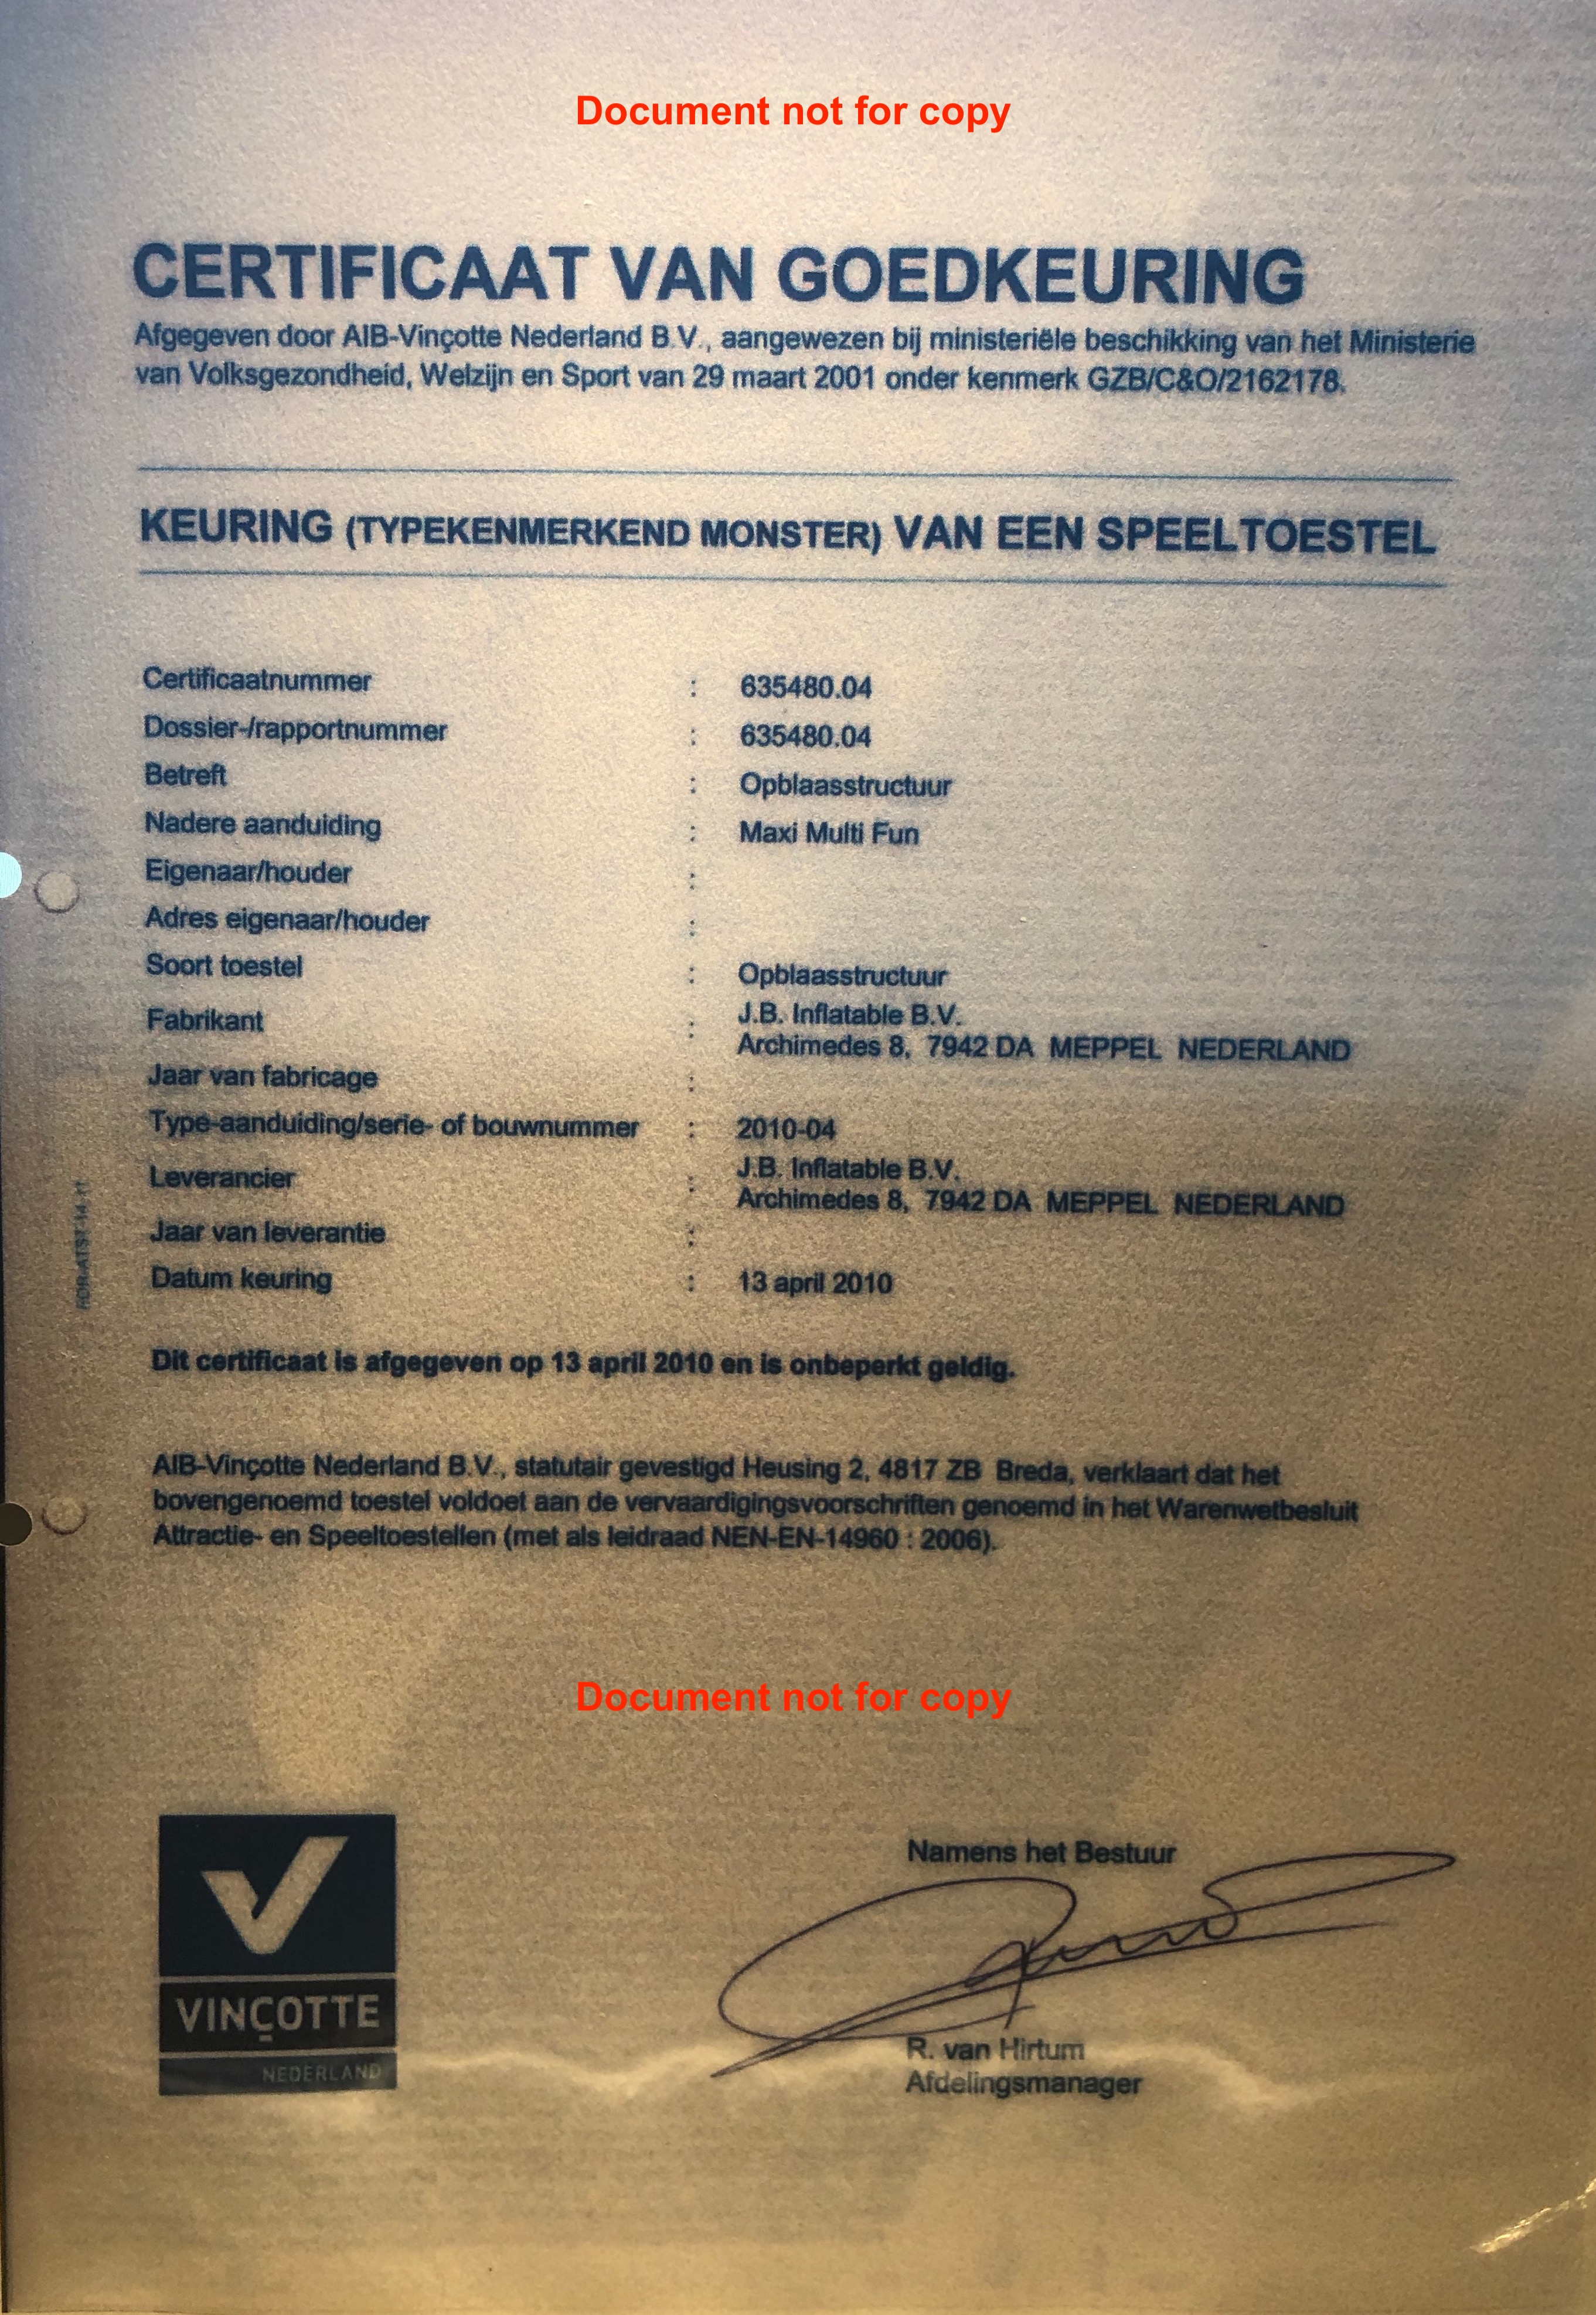 Document not for copy
CERTIFICAAT VAN GOEDKEURING
Afgegeven door AIB-Vinçotte Nederland B.V., aangewezen bij ministeriële beschikking van het Ministerie
van Volksgezondheid, Welzijn en Sport van 29 maart 2001 onder kenmerk GZB/C&O/2162178.
KEURING (TYPEKENMERKEND MONSTER) VAN EEN SPEELTOESTEL
Certificaatnummer : 635480.04
Dossier-/rapportnummer : 635480.04
Betreft : Opblaasstructuur
Nadere aanduiding : Maxi Multi Fun
Eigenaar/houder :
Adres eigenaar/houder :
Soort toestel : Opblaasstructuur
Fabrikant : J.B. Inflatable B.V.
Archimedes 8, 7942 DA MEPPEL NEDERLAND
Jaar van fabricage :
Type-aanduiding/serie- of bouwnummer : 2010-04
Leverancier : J.B. Inflatable B.V.
Archimedes 8, 7942 DA MEPPEL NEDERLAND
Jaar van leverantie :
Datum keuring : 13 april 2010
Dit certificaat is afgegeven op 13 april 2010 en is onbeperkt geldig.
AIB-Vinçotte Nederland B.V., statutair gevestigd Heusing 2, 4817 ZB Breda, verklaart dat het
bovengenoemd toestel voldoet aan de vervaardigingsvoorschriften genoemd in het Warenwetbesluit
Attractie- en Speeltoestellen (met als leidraad NEN-EN-14960 : 2006).
Document not for copy
Namens het Bestuur
VINÇOTTE
NEDERLAND
R. van Hirtum
Afdelingsmanager